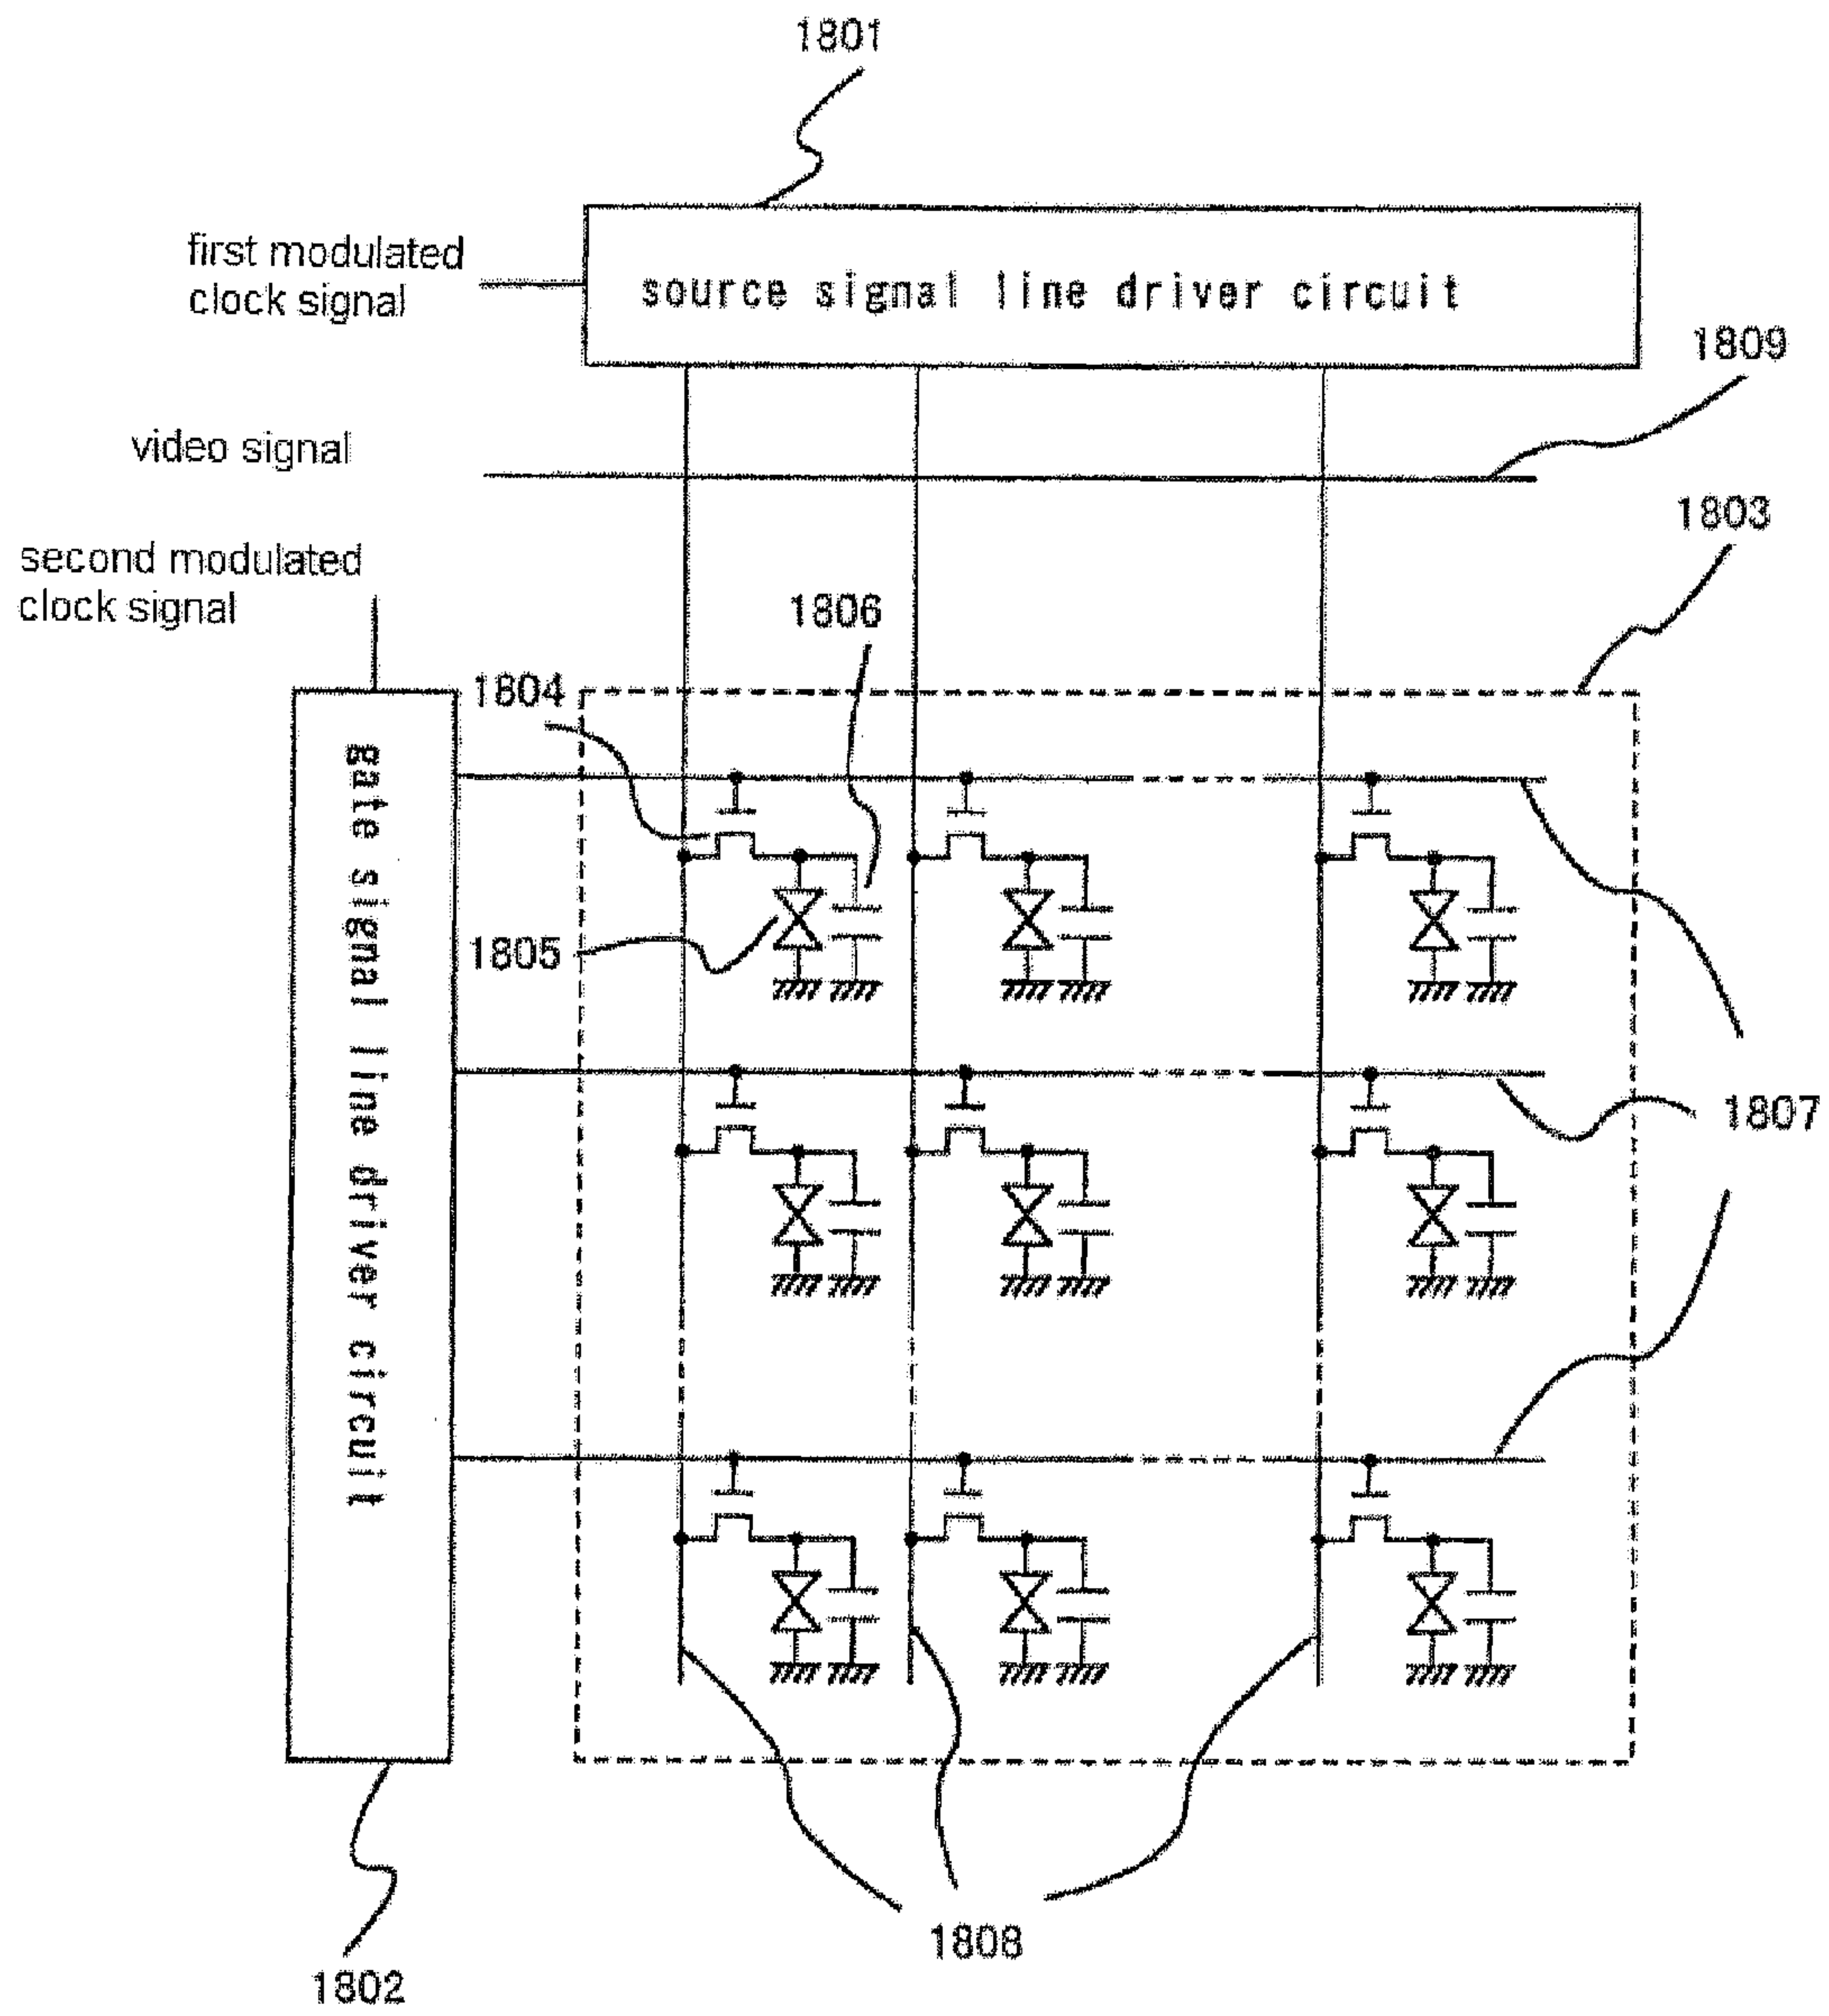 1801
first modulated
clock signal
source signal line driver circuit
1809
video signal
1803
second modulated
clock signal
1806
1804
gate signal line driver circuit
1805
1807
1808
1802